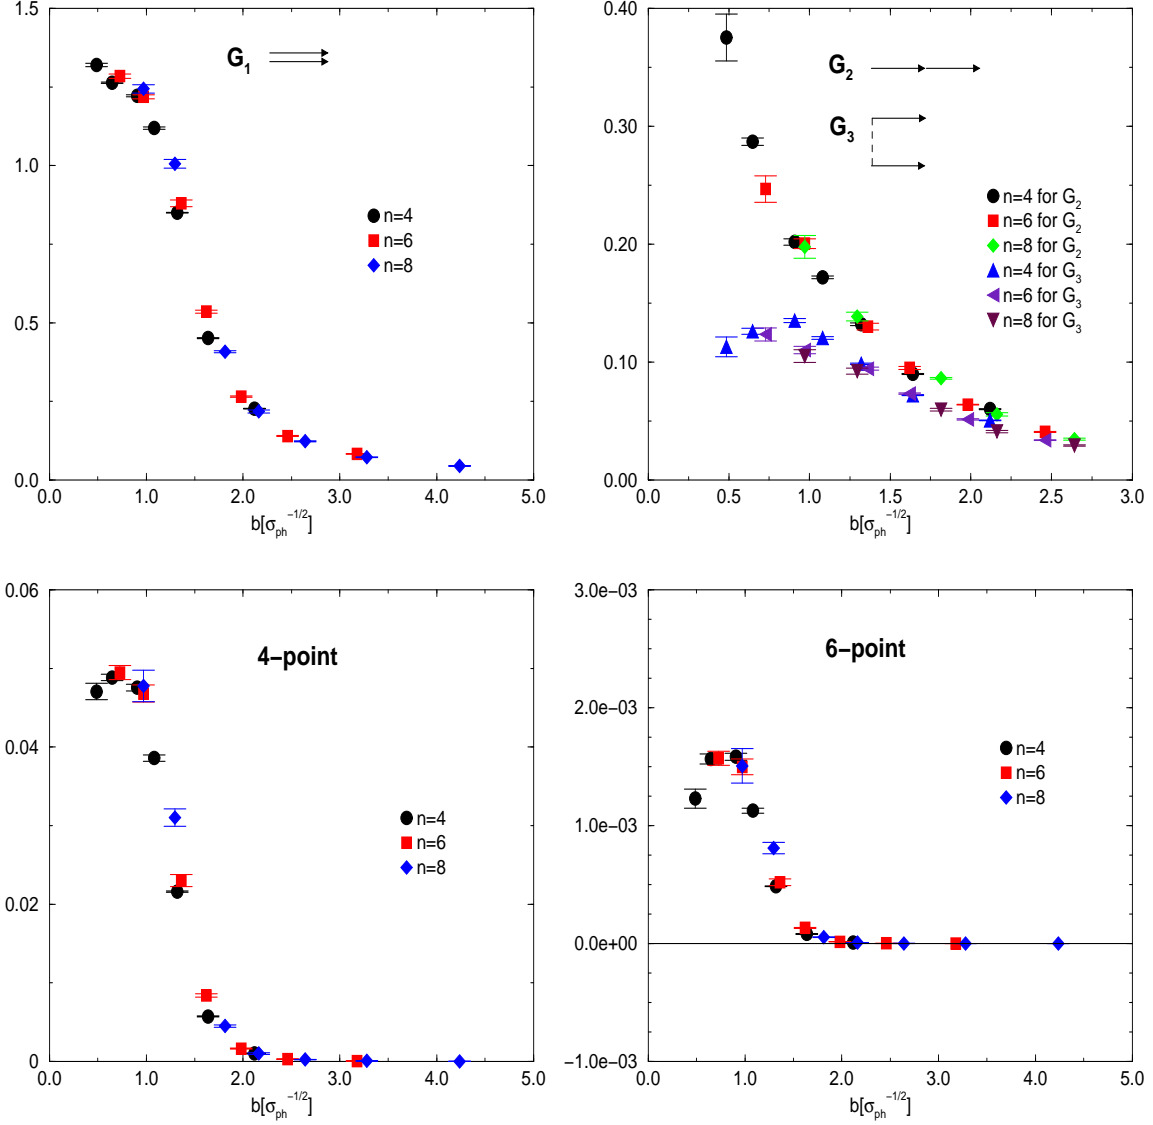 1.5
1.0
0.5
0.0
G1
n=4
n=6
n=8
0.0 1.0 2.0 3.0 4.0 5.0
b[σph−1/2]
0.40
0.30
0.20
0.10
0.00
G2
G3
n=4 for G2
n=6 for G2
n=8 for G2
n=4 for G3
n=6 for G3
n=8 for G3
0.0 0.5 1.0 1.5 2.0 2.5 3.0
b[σph−1/2]
0.06
0.04
0.02
0
4−point
n=4
n=6
n=8
0.0 1.0 2.0 3.0 4.0 5.0
b[σph−1/2]
3.0e−03
2.0e−03
1.0e−03
0.0e+00
−1.0e−03
6−point
n=4
n=6
n=8
0.0 1.0 2.0 3.0 4.0 5.0
b[σph−1/2]